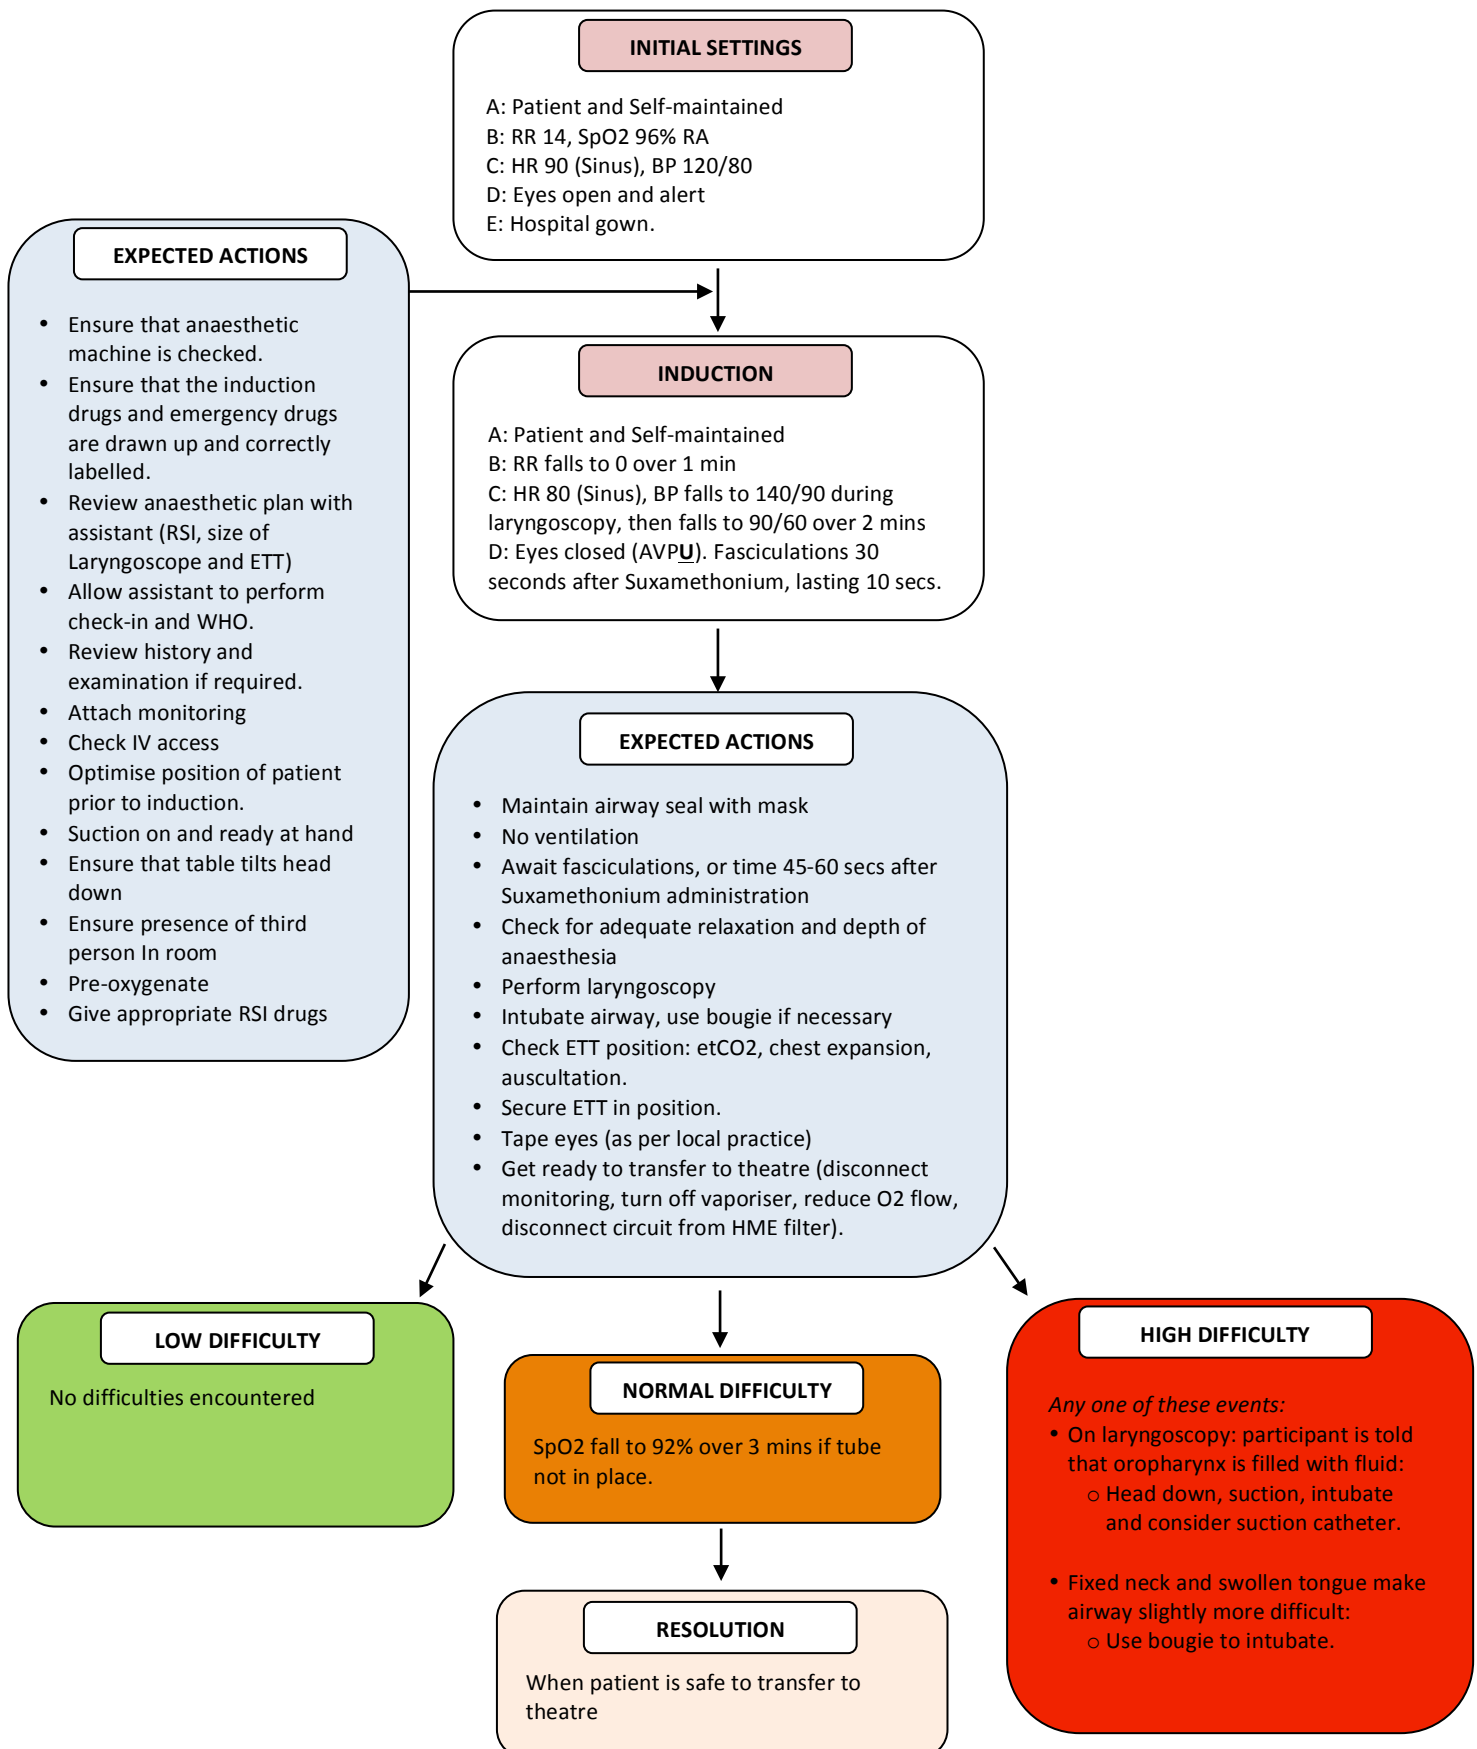 INITIAL SETTINGS
A: Patient and Self-maintained
B: RR 14, SpO2 96% RA
C: HR 90 (Sinus), BP 120/80
D: Eyes open and alert
E: Hospital gown.
EXPECTED ACTIONS
• Ensure that anaesthetic
machine is checked.
• Ensure that the induction
drugs and emergency drugs
are drawn up and correctly
labelled.
• Review anaesthetic plan with
assistant (RSI, size of
Laryngoscope and ETT)
• Allow assistant to perform
check-in and WHO.
• Review history and
examination if required.
• Attach monitoring
• Check IV access
• Optimise position of patient
prior to induction.
• Suction on and ready at hand
• Ensure that table tilts head
down
• Ensure presence of third
person In room
• Pre-oxygenate
• Give appropriate RSI drugs
INDUCTION
A: Patient and Self-maintained
B: RR falls to 0 over 1 min
C: HR 80 (Sinus), BP falls to 140/90 during
laryngoscopy, then falls to 90/60 over 2 mins
D: Eyes closed (AVPU). Fasciculations 30
seconds after Suxamethonium, lasting 10 secs.
EXPECTED ACTIONS
• Maintain airway seal with mask
• No ventilation
• Await fasciculations, or time 45-60 secs after
Suxamethonium administration
• Check for adequate relaxation and depth of
anaesthesia
• Perform laryngoscopy
• Intubate airway, use bougie if necessary
• Check ETT position: etCO2, chest expansion,
auscultation.
• Secure ETT in position.
• Tape eyes (as per local practice)
• Get ready to transfer to theatre (disconnect
monitoring, turn off vaporiser, reduce O2 flow,
disconnect circuit from HME filter).
LOW DIFFICULTY
No difficulties encountered
NORMAL DIFFICULTY
SpO2 fall to 92% over 3 mins if tube
not in place.
HIGH DIFFICULTY
Any one of these events:
• On laryngoscopy: participant is told
that oropharynx is filled with fluid:
o Head down, suction, intubate
and consider suction catheter.
• Fixed neck and swollen tongue make
airway slightly more difficult:
o Use bougie to intubate.
RESOLUTION
When patient is safe to transfer to
theatre